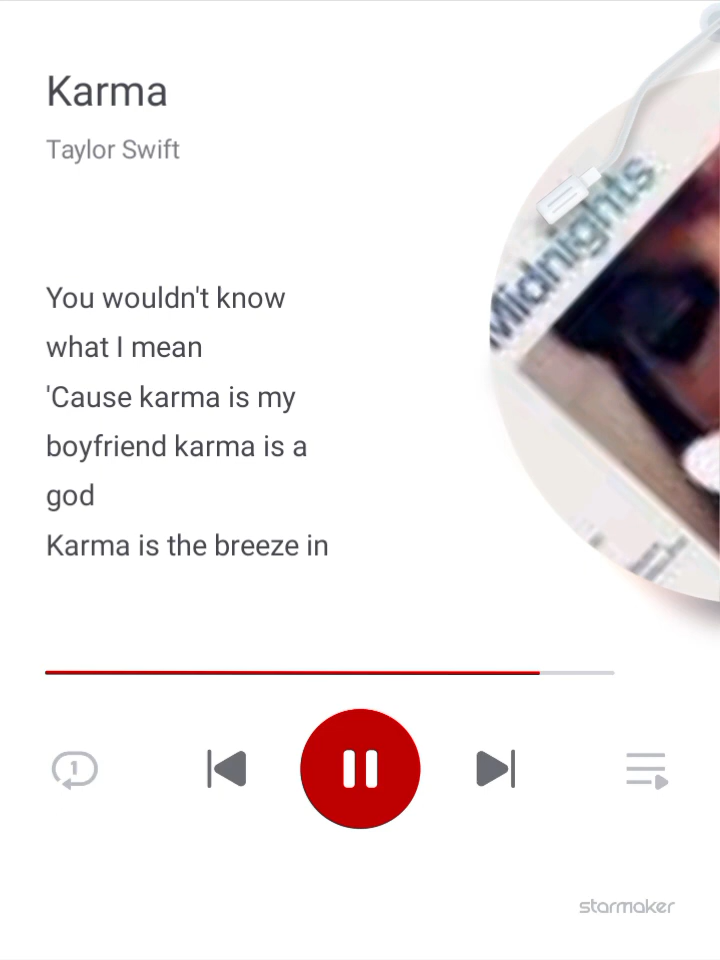 Karma
Taylor Swift
Midnights
You wouldn't know
what I mean
'Cause karma is my
boyfriend karma is a
god
Karma is the breeze in
1
starmaker